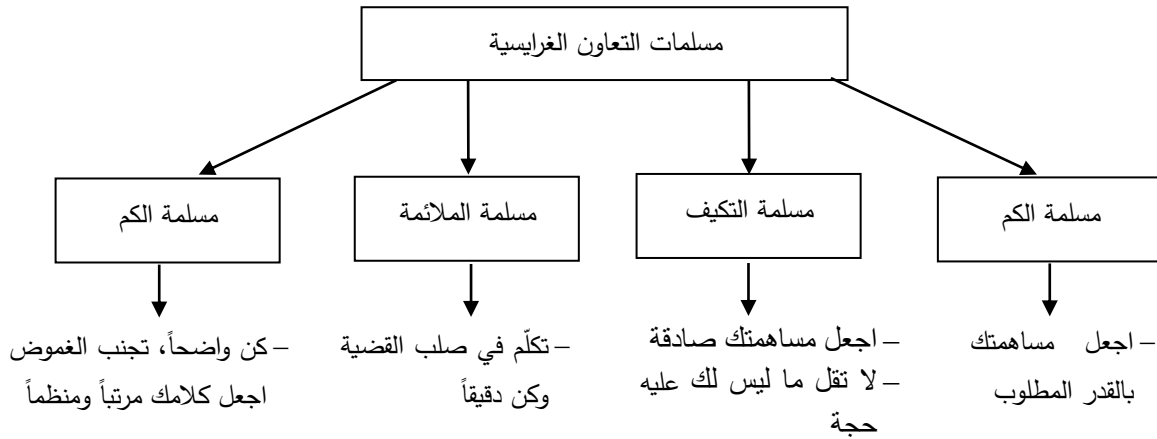 مسلمات التعاون الغرايسية
مسلمة الكم
مسلمة التكيف
مسلمة الملائمة
مسلمة الكم
– اجعل مساهمتك
بالقدر المطلوب
– اجعل مساهمتك صادقة
– لا تقل ما ليس لك عليه
حجة
– تكلّم في صلب القضية
وكن دقيقاً
– كن واضحاً، تجنب الغموض
اجعل كلامك مرتباً ومنظماً